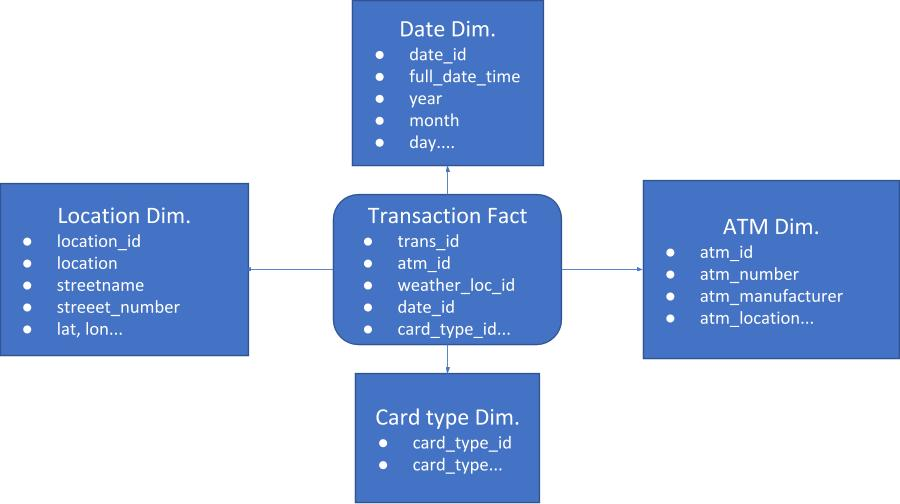 Date Dim.
● date_id
● full_date_time
● year
● month
● day....
Location Dim.
● location_id
● location
● streetname
● streeet_number
● lat, lon...
Transaction Fact
● trans_id
● atm_id
● weather_loc_id
● date_id
● card_type_id...
ATM Dim.
● atm_id
● atm_number
● atm_manufacturer
● atm_location...
Card type Dim.
● card_type_id
● card_type...